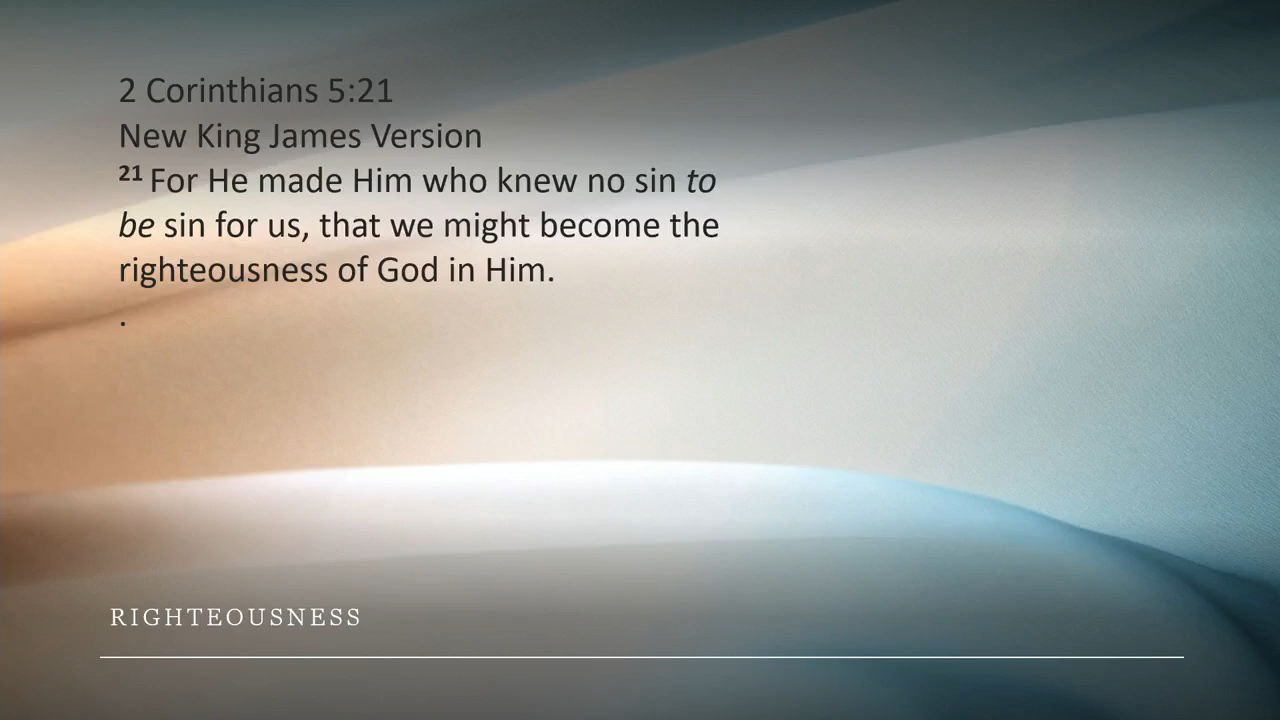 2 Corinthians 5:21
New King James Version
21 For He made Him who knew no sin to
be sin for us, that we might become the
righteousness of God in Him.
.
RIGHTEOUSNESS